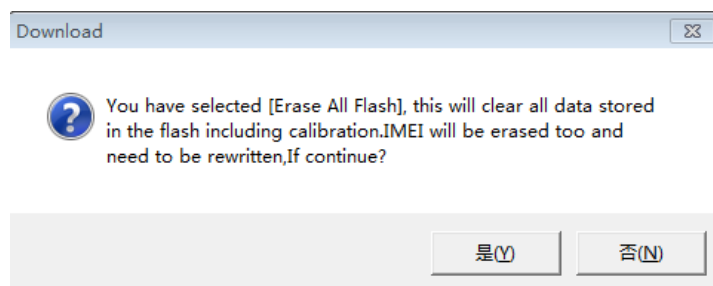 Download
You have selected [Erase All Flash], this will clear all data stored
in the flash including calibration.IMEI will be erased too and
need to be rewritten,If continue?
是(Y)
否(N)